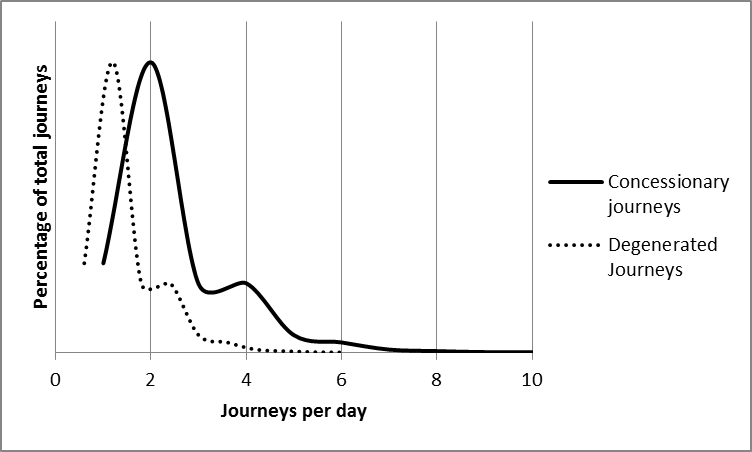 Percentage of total journeys
0 2 4 6 8 10
Journeys per day
Concessionary
journeys
Degenerated
Journeys